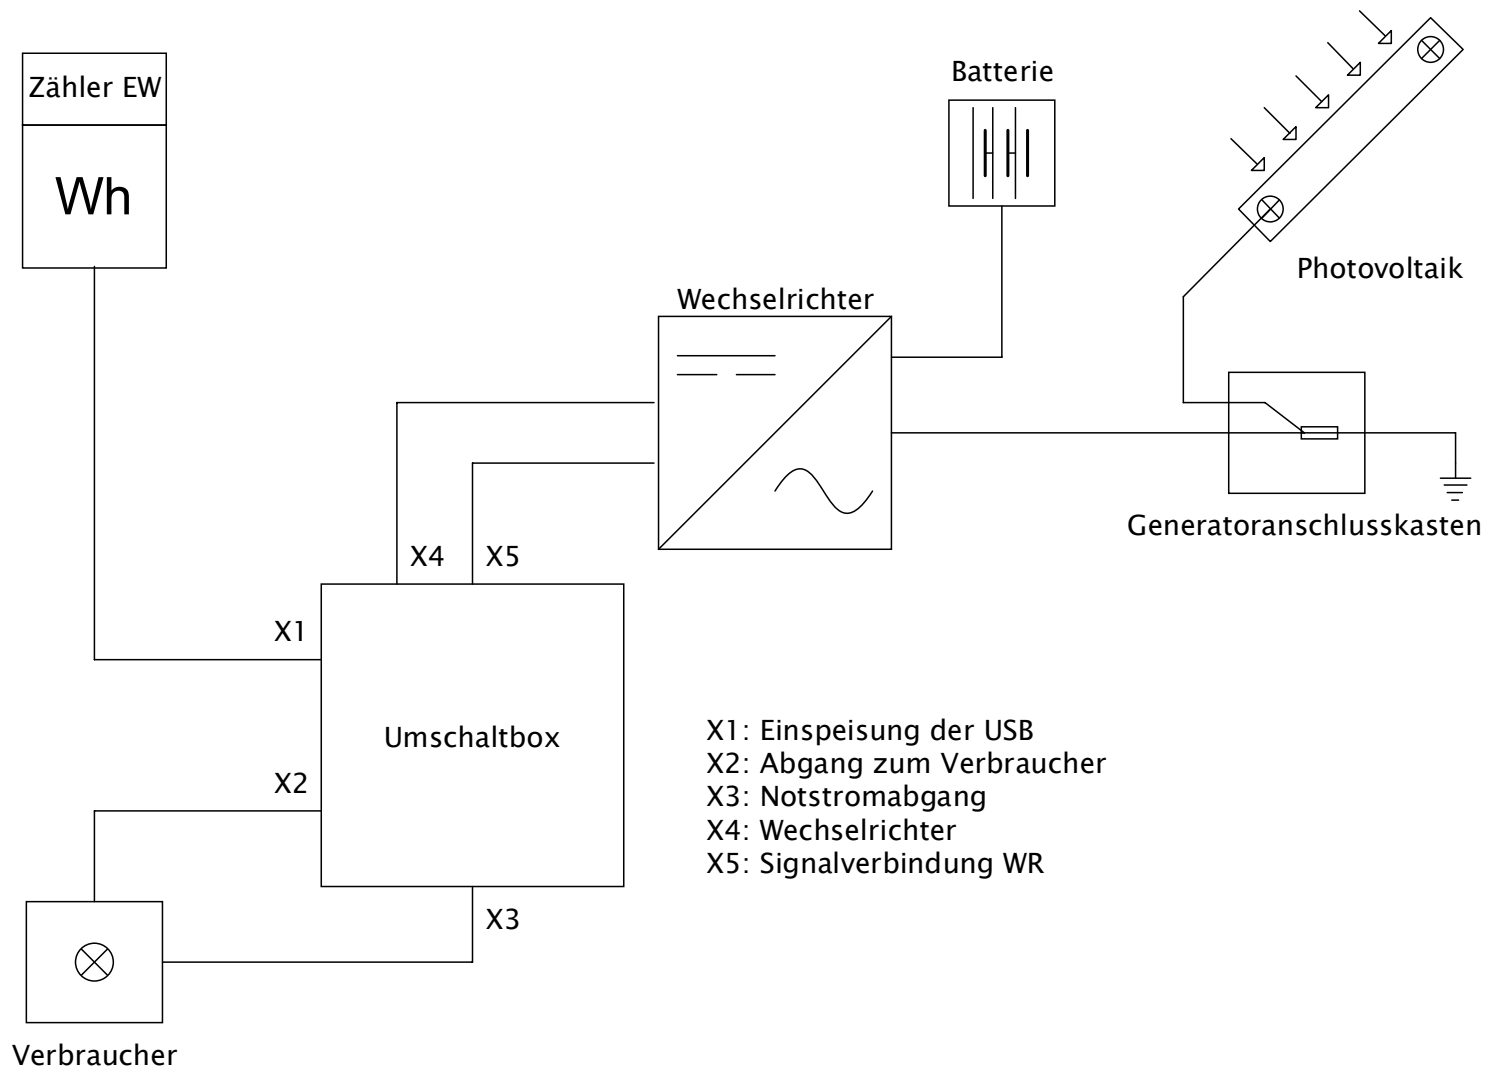 Zähler EW
Wh
Batterie
Photovoltaik
Wechselrichter
Generatoranschlusskasten
X4
X5
X1
Umschaltbox
X2
X3
Verbraucher
X1: Einspeisung der USB
X2: Abgang zum Verbraucher
X3: Notstromabgang
X4: Wechselrichter
X5: Signalverbindung WR